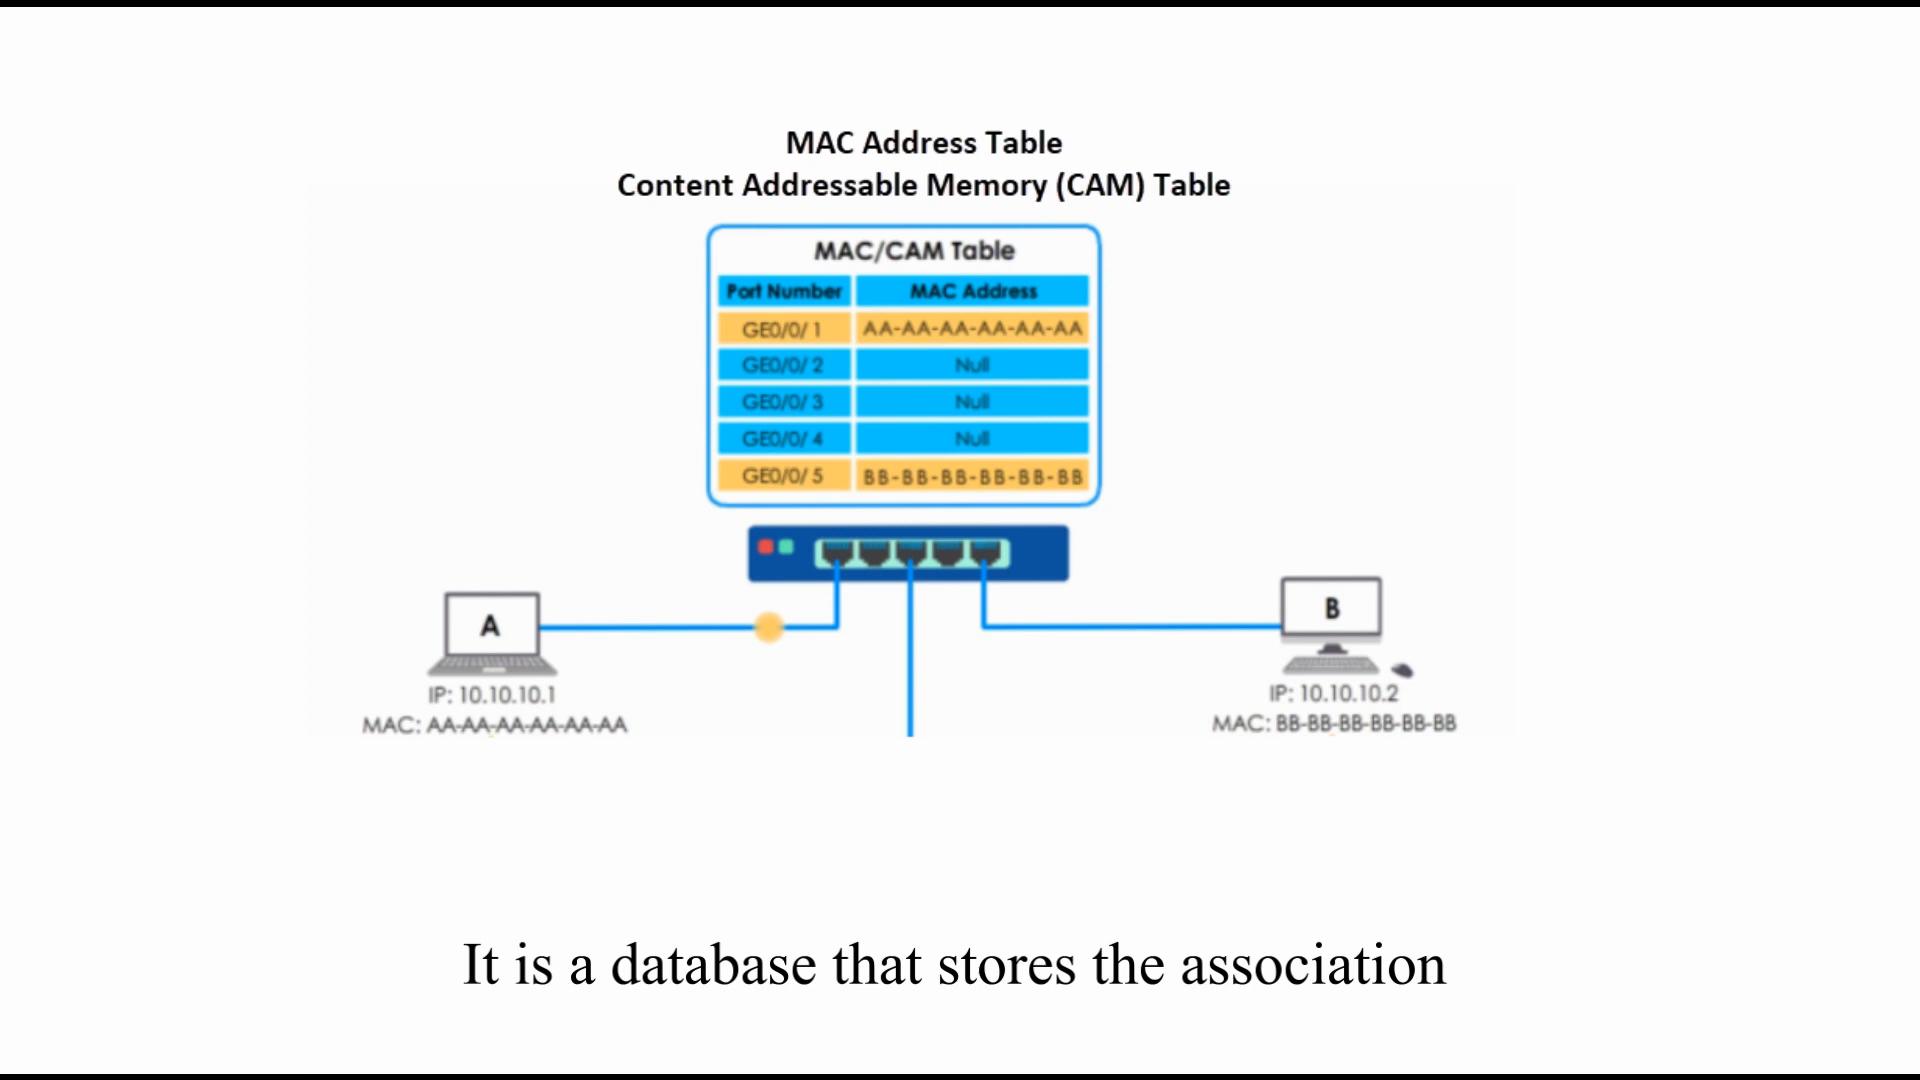 MAC Address Table
Content Addressable Memory (CAM) Table
MAC/CAM Table
Port Number MAC Address
GE0/0/ 1 AA-AA-AA-AA-AA-AA
GE0/0/ 2 Null
GE0/0/ 3 Null
GE0/0/ 4 Null
GE0/0/ 5 BB-BB-BB-BB-BB-BB
A
IP: 10.10.10.1
MAC: AA-AA-AA-AA-AA-AA
B
IP: 10.10.10.2
MAC: BB-BB-BB-BB-BB-BB
It is a database that stores the association